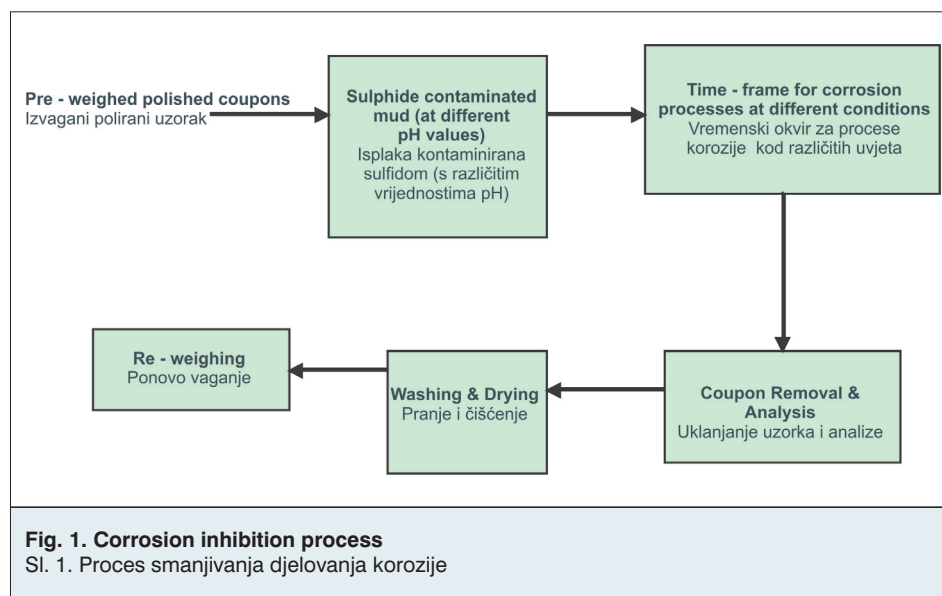 Pre - weighed polished coupons
Izvagani polirani uzorak
Sulphide contaminated
mud (at different
pH values)
Isplaka kontaminirana
sulfidom (s različitim
vrijednostima pH)
Time - frame for corrosion
processes at different conditions
Vremenski okvir za procese
korozije kod različitih uvjeta
Coupon Removal &
Analysis
Uklanjanje uzorka i analize
Washing & Drying
Pranje i čišćenje
Re - weighing
Ponovo vaganje
Fig. 1. Corrosion inhibition process
Sl. 1. Proces smanjivanja djelovanja korozije